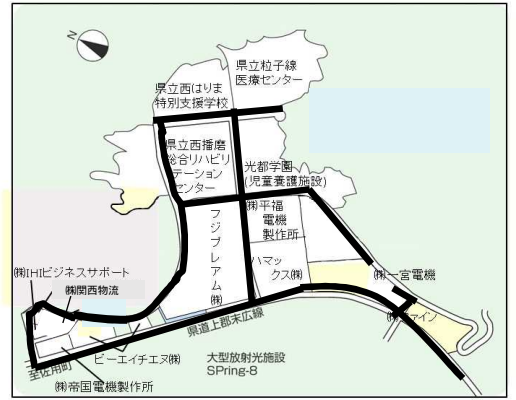 N
県立粒子線
医療センター
県立西はりま
特別支援学校
県立西播磨
総合リハビリ
テーション
センター
光都学園
(児童養護施設)
㈱平福
電機
製作所
フジプレアム㈱
ハマッ
クス㈱
㈱一宮電機
㈱IHIビジネスサポート
㈱関西物流
県道上郡末広線
ビーエイチエヌ㈱
大型放射光施設
SPring-8
至佐用町
㈱帝国電機製作所